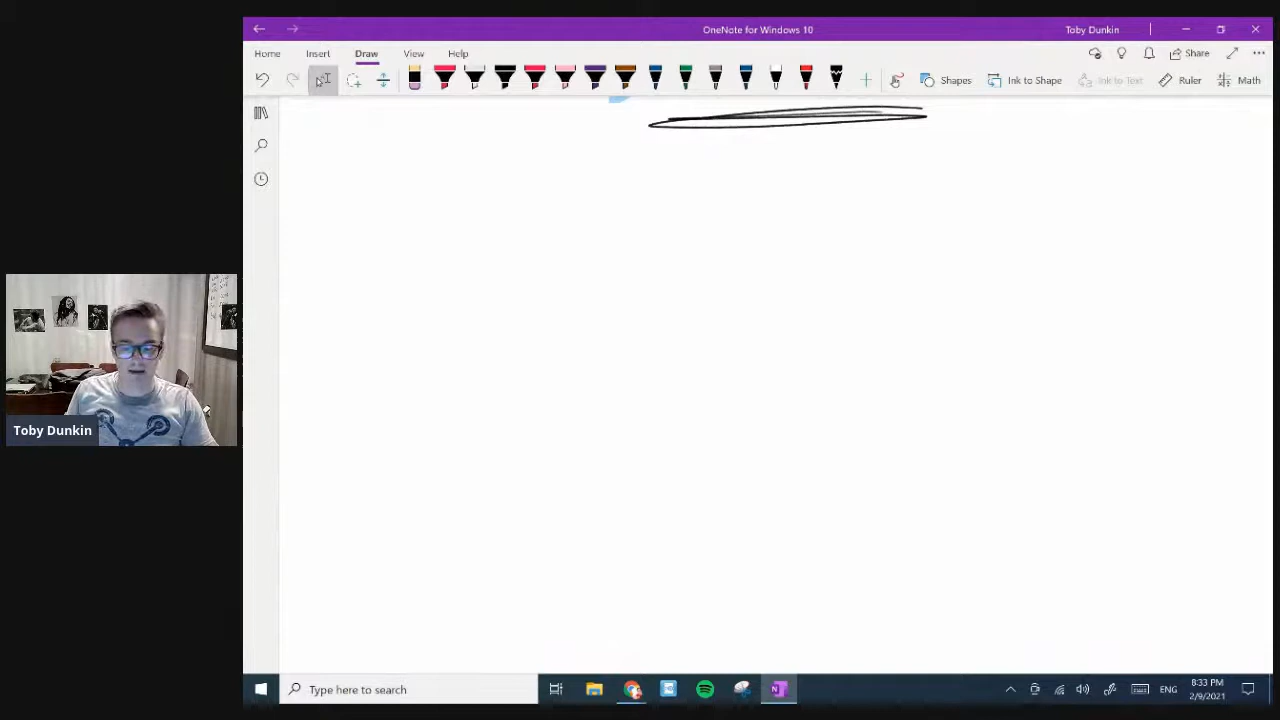 OneNote for Windows 10
Toby Dunkin
Home Insert Draw View Help
Share
Shapes Ink to Shape Ink to Text Ruler Math
Toby Dunkin
Type here to search
ENG
8:33 PM
2/9/2021